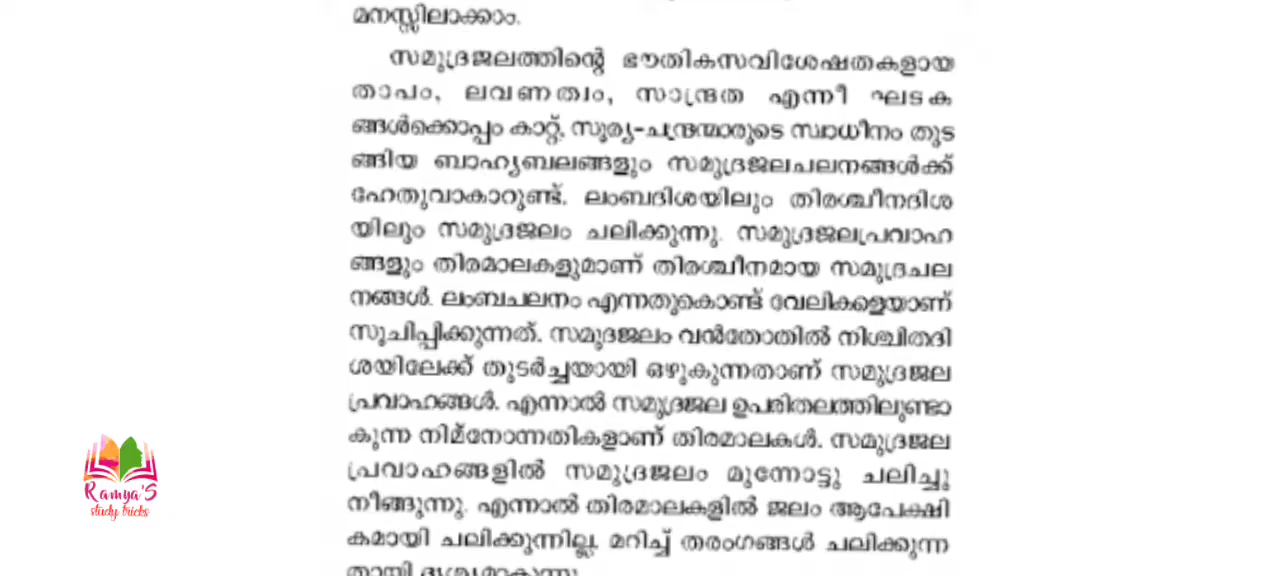 മനസ്സിലാക്കാം.
സമുദ്രജലത്തിന്റെ ഭൗതികസവിശേഷതകളായ
താപം, ലവണത്വം, സാന്ദ്രത എന്നീ ഘടക
ങ്ങൾക്കൊപ്പം കാറ്റ്, സൂര്യ-ചന്ദ്രന്മാരുടെ സ്വാധീനം തുട
ങ്ങിയ ബാഹ്യബലങ്ങളും സമുദ്രജലചലനങ്ങൾക്ക്
ഹേതുവാകാറുണ്ട്. ലംബദിശയിലും തിരശ്ചീനദിശ
യിലും സമുദ്രജലം ചലിക്കുന്നു. സമുദ്രജലപ്രവാഹ
ങ്ങളും തിരമാലകളുമാണ് തിരശ്ചീനമായ സമുദ്രചല
നങ്ങൾ. ലംബചലനം എന്നതുകൊണ്ട് വേലികളെയാണ്
സൂചിപ്പിക്കുന്നത്. സമുദ്രജലം വൻതോതിൽ നിശ്ചിതദി
ശയിലേക്ക് തുടർച്ചയായി ഒഴുകുന്നതാണ് സമുദ്രജല
പ്രവാഹങ്ങൾ. എന്നാൽ സമുദ്രജല ഉപരിതലത്തിലുണ്ടാ
കുന്ന നിമ്നോന്നതികളാണ് തിരമാലകൾ. സമുദ്രജല
പ്രവാഹങ്ങളിൽ സമുദ്രജലം മുന്നോട്ടു ചലിച്ചു
നീങ്ങുന്നു. എന്നാൽ തിരമാലകളിൽ ജലം ആപേക്ഷി
കമായി ചലിക്കുന്നില്ല. മറിച്ച് തരംഗങ്ങൾ ചലിക്കുന്ന
തായി ദൃശ്യമാകുന്നു.
Ramya'S
study tricks